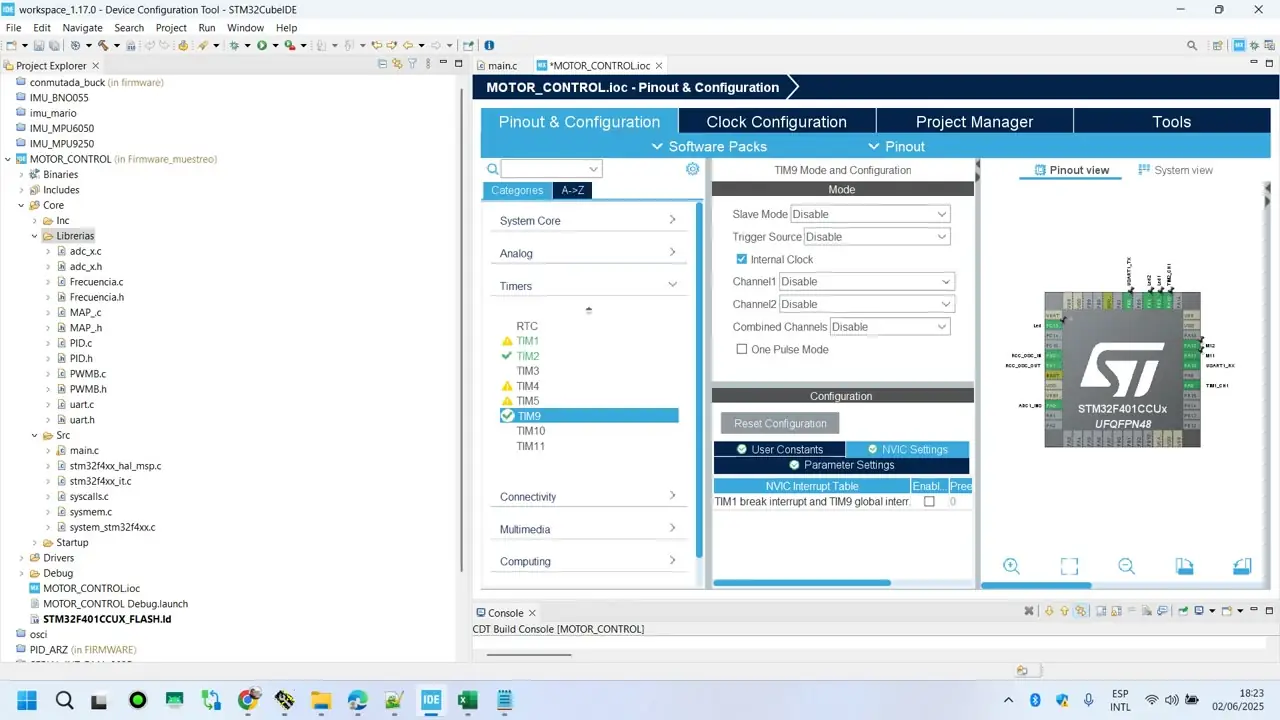 workspace_1.17.0 - Device Configuration Tool - STM32CubeIDE
File Edit Navigate Search Project Run Window Help
Project Explorer
conmutada_buck (in firmware)
IMU_BNO055
imu_mario
IMU_MPU6050
IMU_MPU9250
MOTOR_CONTROL (in Firmware_muestreo)
Binaries
Includes
Core
Inc
Librerias
adc_x.c
adc_x.h
Frecuencia.c
Frecuencia.h
MAP_.c
MAP_.h
PID.c
PID.h
PWMB.c
PWMB.h
uart.c
uart.h
Src
main.c
stm32f4xx_hal_msp.c
stm32f4xx_it.c
syscalls.c
sysmem.c
system_stm32f4xx.c
Startup
Drivers
Debug
MOTOR_CONTROL.ioc
MOTOR_CONTROL Debug.launch
STM32F401CCUX_FLASH.ld
osci
PID_ARZ (in FIRMWARE)
main.c *MOTOR_CONTROL.ioc
MOTOR_CONTROL.ioc - Pinout & Configuration
Pinout & Configuration Clock Configuration Project Manager Tools
Software Packs Pinout
Categories A->Z
System Core
Analog
Timers
RTC
TIM1
TIM2
TIM3
TIM4
TIM5
TIM9
TIM10
TIM11
Connectivity
Multimedia
Computing
TIM9 Mode and Configuration
Mode
Slave Mode Disable
Trigger Source Disable
Internal Clock
Channel1 Disable
Channel2 Disable
Combined Channels Disable
One Pulse Mode
Configuration
Reset Configuration
User Constants NVIC Settings
Parameter Settings
NVIC Interrupt Table Enabl... Pree
TIM1 break interrupt and TIM9 global interr... 0
Pinout view System view
USART1_TX
RCC_OSC_IN
RCC_OSC_OUT
USART1_RX
TIM1_CH1
STM32F401CCUx
UFQFPN48
Console
CDT Build Console [MOTOR_CONTROL]
IDE
ESP
INTL
18:23
02/06/2025